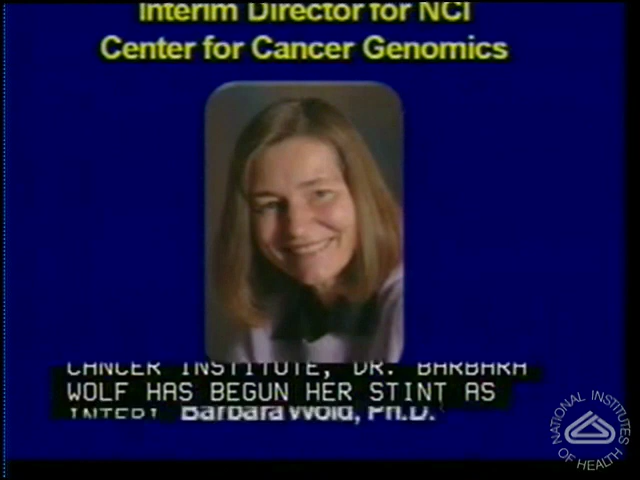 Interim Director for NCI
Center for Cancer Genomics
CANCER INSTITUTE, DR. BARBARA
WOLF HAS BEGUN HER STINT AS
INTERI
Barbara Wold, Ph.D.
NATIONAL INSTITUTES
OF HEALTH